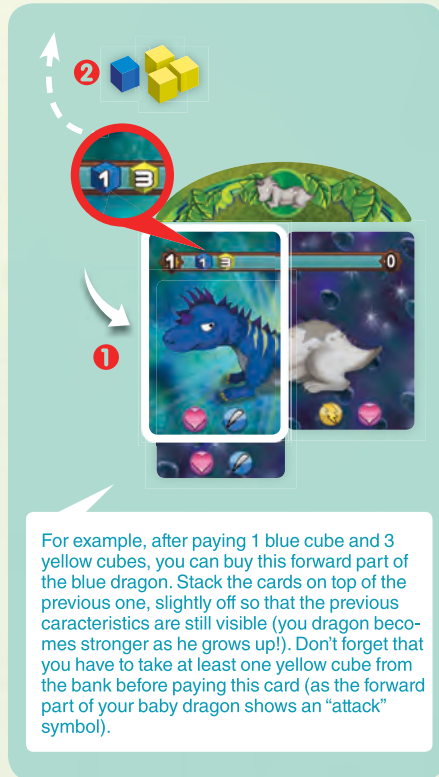 2
1 3
1 1 3 0
1
For example, after paying 1 blue cube and 3
yellow cubes, you can buy this forward part of
the blue dragon. Stack the cards on top of the
previous one, slightly off so that the previous
caracteristics are still visible (you dragon beco-
mes stronger as he grows up!). Don’t forget that
you have to take at least one yellow cube from
the bank before paying this card (as the forward
part of your baby dragon shows an “attack”
symbol).